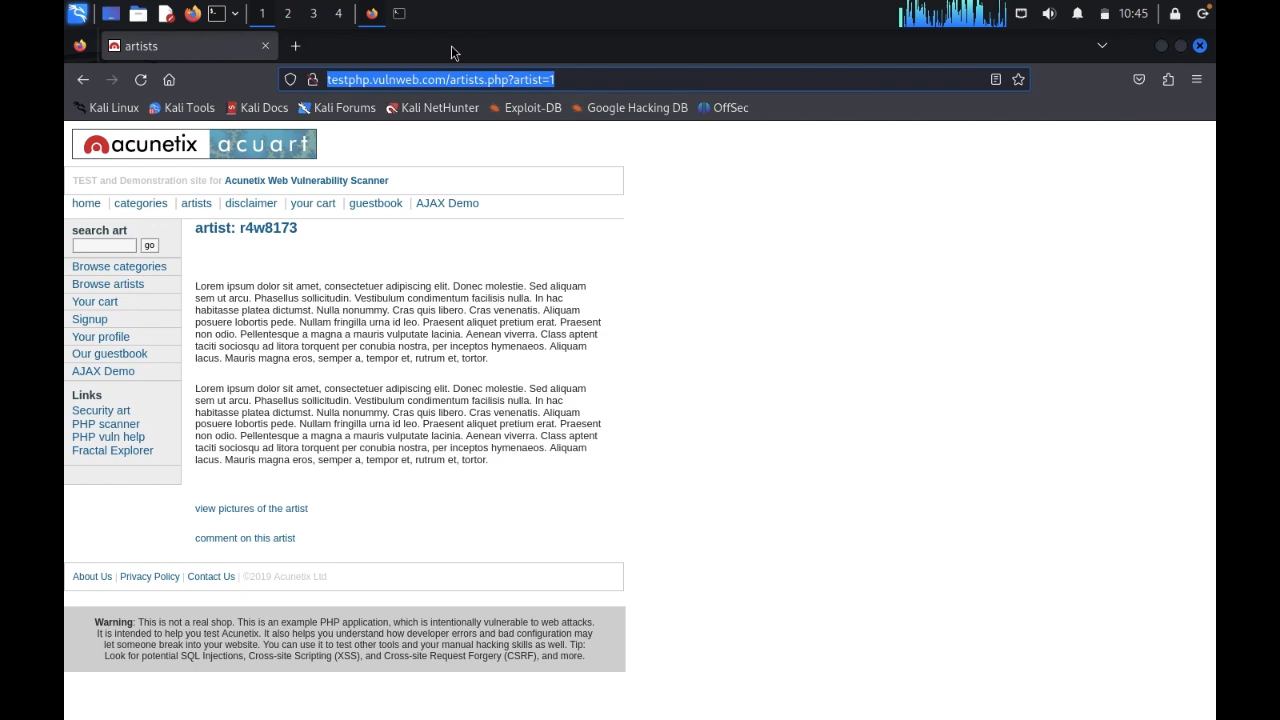 1 2 3 4 10:45
artists
testphp.vulnweb.com/artists.php?artist=1
Kali Linux Kali Tools Kali Docs Kali Forums Kali NetHunter Exploit-DB Google Hacking DB OffSec
acunetix acuart
TEST and Demonstration site for Acunetix Web Vulnerability Scanner
home | categories | artists | disclaimer | your cart | guestbook | AJAX Demo
search art
go
Browse categories
Browse artists
Your cart
Signup
Your profile
Our guestbook
AJAX Demo
Links
Security art
PHP scanner
PHP vuln help
Fractal Explorer
artist: r4w8173
Lorem ipsum dolor sit amet, consectetuer adipiscing elit. Donec molestie. Sed aliquam
sem ut arcu. Phasellus sollicitudin. Vestibulum condimentum facilisis nulla. In hac
habitasse platea dictumst. Nulla nonummy. Cras quis libero. Cras venenatis. Aliquam
posuere lobortis pede. Nullam fringilla urna id leo. Praesent aliquet pretium erat. Praesent
non odio. Pellentesque a magna a mauris vulputate lacinia. Aenean viverra. Class aptent
taciti sociosqu ad litora torquent per conubia nostra, per inceptos hymenaeos. Aliquam
lacus. Mauris magna eros, semper a, tempor et, rutrum et, tortor.
Lorem ipsum dolor sit amet, consectetuer adipiscing elit. Donec molestie. Sed aliquam
sem ut arcu. Phasellus sollicitudin. Vestibulum condimentum facilisis nulla. In hac
habitasse platea dictumst. Nulla nonummy. Cras quis libero. Cras venenatis. Aliquam
posuere lobortis pede. Nullam fringilla urna id leo. Praesent aliquet pretium erat. Praesent
non odio. Pellentesque a magna a mauris vulputate lacinia. Aenean viverra. Class aptent
taciti sociosqu ad litora torquent per conubia nostra, per inceptos hymenaeos. Aliquam
lacus. Mauris magna eros, semper a, tempor et, rutrum et, tortor.
view pictures of the artist
comment on this artist
About Us | Privacy Policy | Contact Us | ©2019 Acunetix Ltd
Warning: This is not a real shop. This is an example PHP application, which is intentionally vulnerable to web attacks.
It is intended to help you test Acunetix. It also helps you understand how developer errors and bad configuration may
let someone break into your website. You can use it to test other tools and your manual hacking skills as well. Tip:
Look for potential SQL Injections, Cross-site Scripting (XSS), and Cross-site Request Forgery (CSRF), and more.